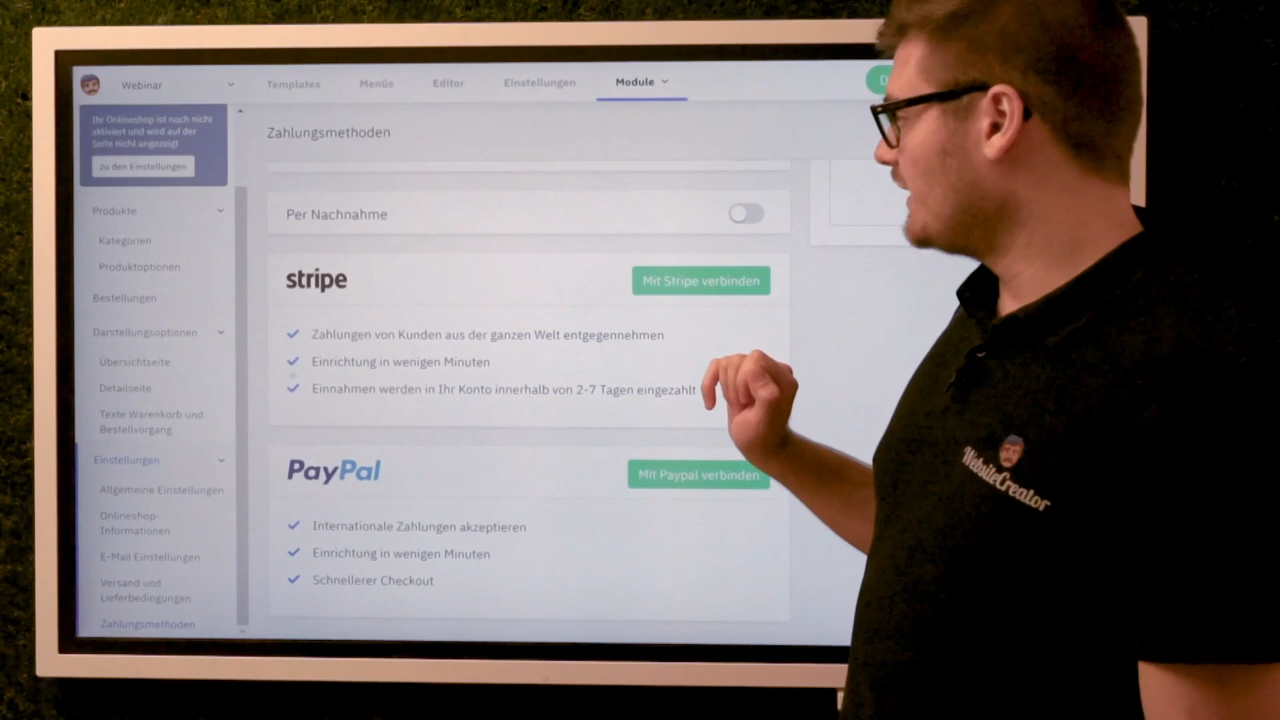 Webinar
Templates
Menüs
Editor
Einstellungen
Module
D
Ihr Onlineshop ist noch nicht
aktiviert und wird auf der
Seite nicht angezeigt
zu den Einstellungen
Produkte
Kategorien
Produktoptionen
Bestellungen
Darstellungsoptionen
Übersichtseite
Detailseite
Texte Warenkorb und
Bestellvorgang
Einstellungen
Allgemeine Einstellungen
Onlineshop-
Informationen
E-Mail Einstellungen
Versand und
Lieferbedingungen
Zahlungsmethoden
Zahlungsmethoden
Per Nachnahme
stripe
Mit Stripe verbinden
Zahlungen von Kunden aus der ganzen Welt entgegennehmen
Einrichtung in wenigen Minuten
Einnahmen werden in Ihr Konto innerhalb von 2-7 Tagen eingezahlt
PayPal
Mit Paypal verbinden
Internationale Zahlungen akzeptieren
Einrichtung in wenigen Minuten
Schnellerer Checkout
WebsiteCreator